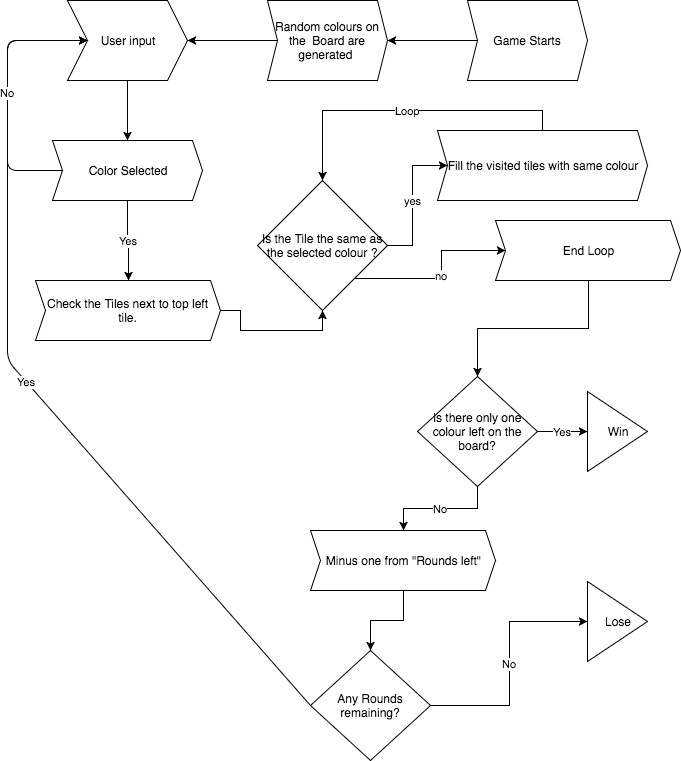 User input
Random colours on
the Board are
generated
Game Starts
No
Loop
Color Selected
Fill the visited tiles with same colour
yes
Yes
Is the Tile the same as
the selected colour ?
End Loop
no
Check the Tiles next to top left
tile.
Yes
Is there only one
colour left on the
board?
Yes
Win
No
Minus one from "Rounds left"
Lose
No
Any Rounds
remaining?